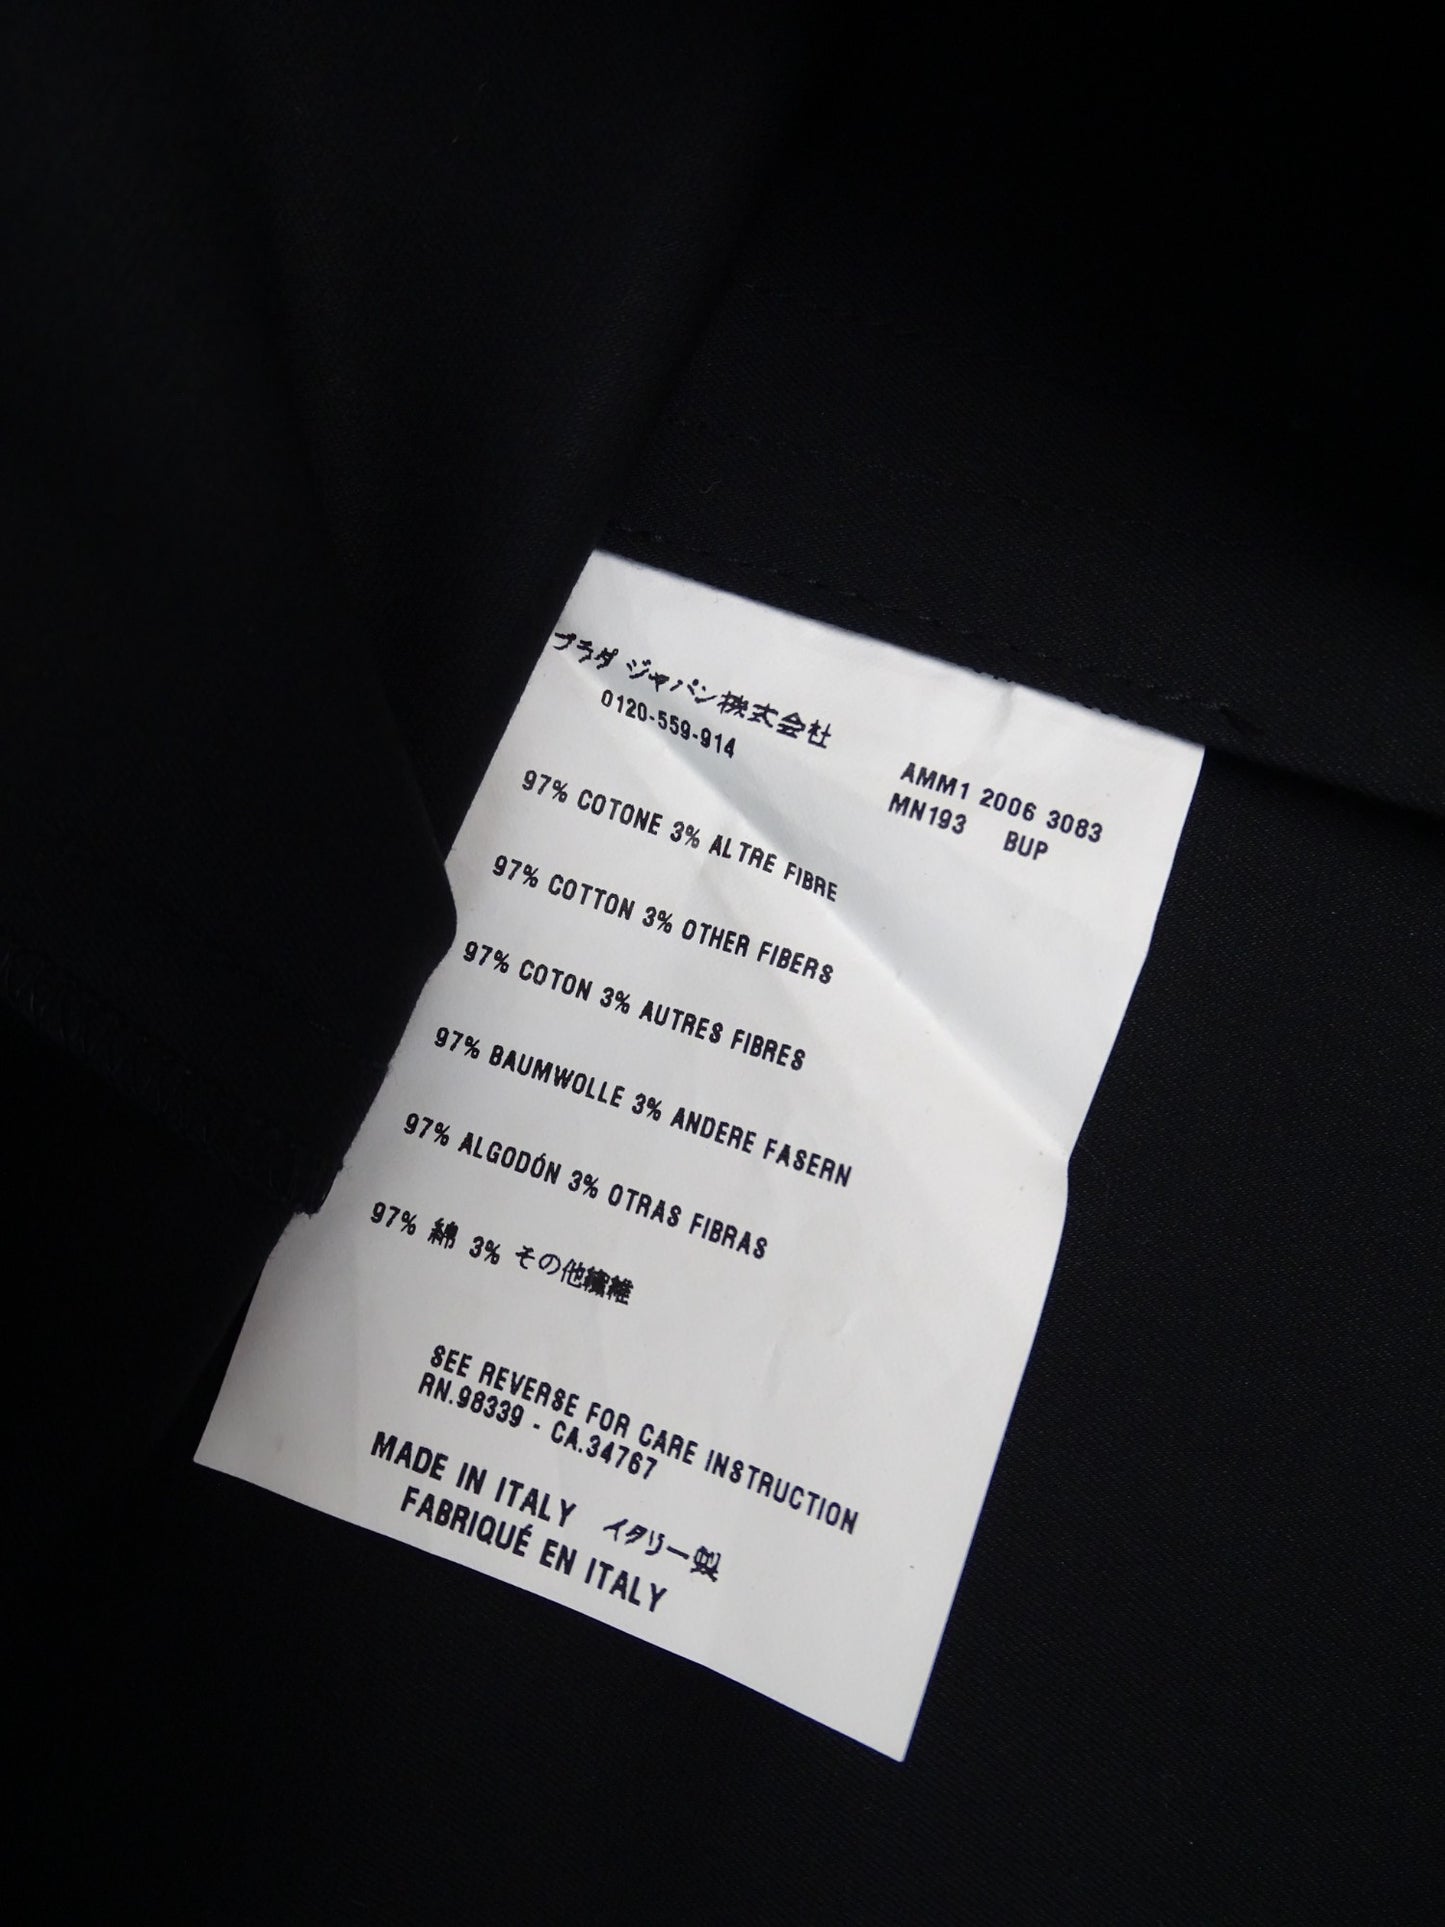 プラダ ジャパン株式会社
0120-559-914
AMM1 2006 3083
MN193 BUP
97% COTONE 3% ALTRE FIBRE
97% COTTON 3% OTHER FIBERS
97% COTON 3% AUTRES FIBRES
97% BAUMWOLLE 3% ANDERE FASERN
97% ALGODÓN 3% OTRAS FIBRAS
97% 綿 3% その他繊維
SEE REVERSE FOR CARE INSTRUCTION
RN.98339 - CA.34767
MADE IN ITALY イタリー製
FABRIQUÉ EN ITALY